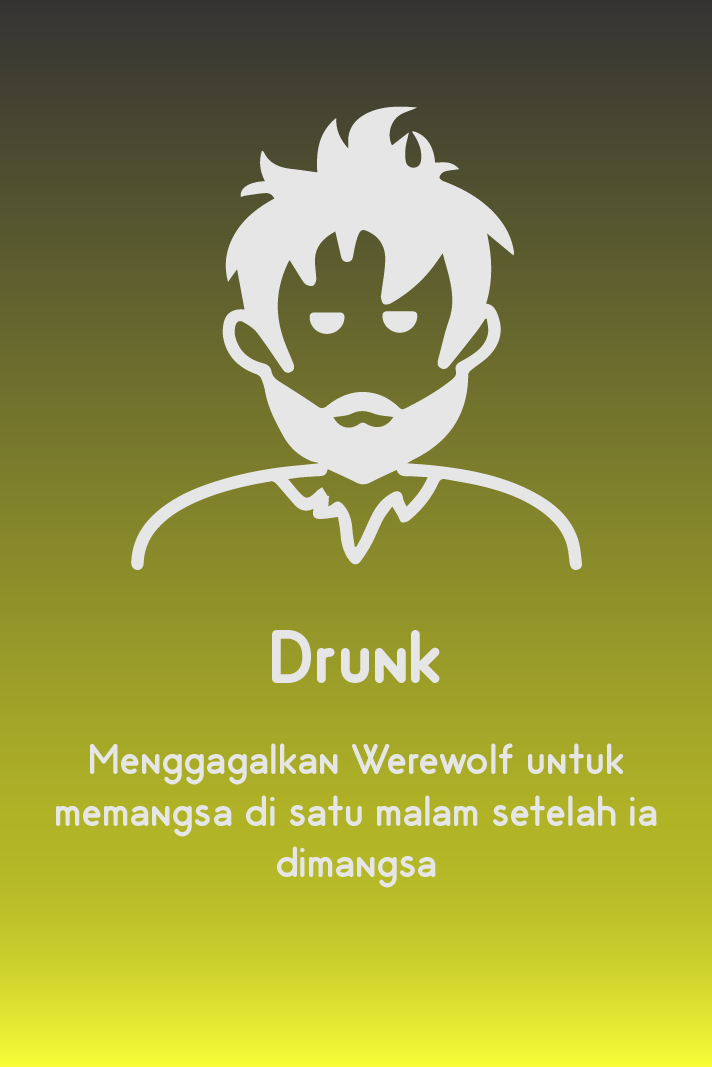 Drunk
Menggagalkan Werewolf untuk
memangsa di satu malam setelah ia
dimangsa